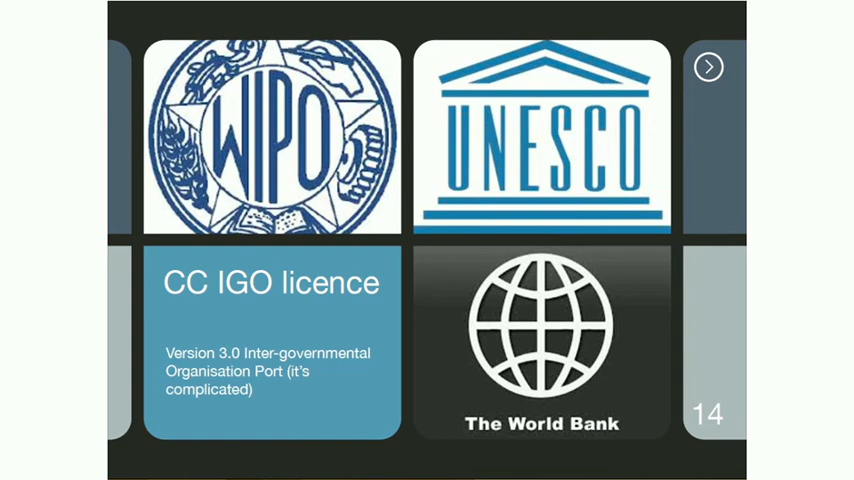 WIPO
UNESCO
CC IGO licence
Version 3.0 Inter-governmental
Organisation Port (it's
complicated)
The World Bank
14